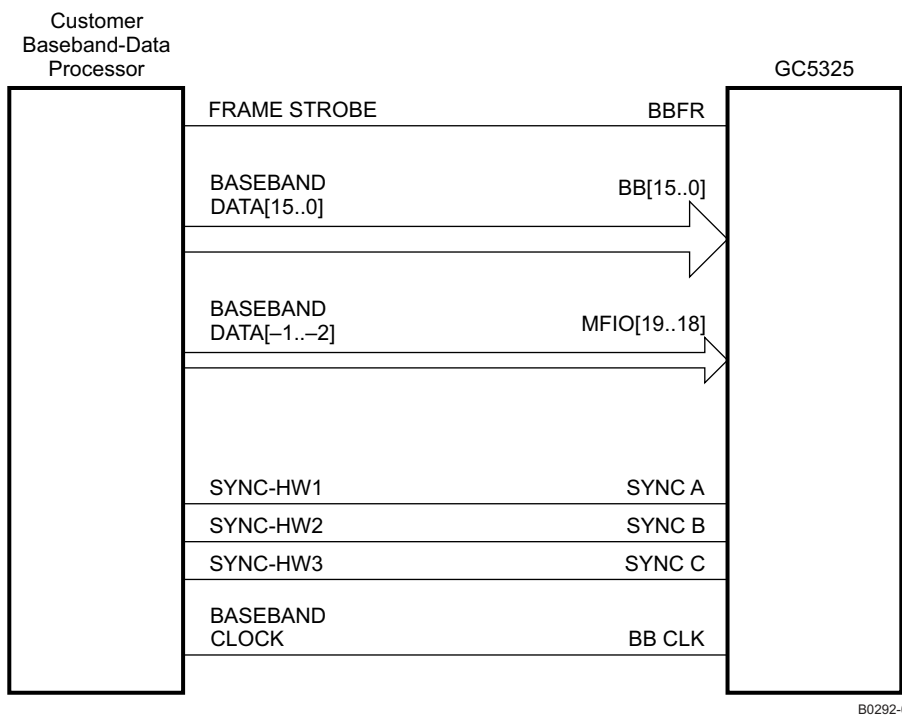 Customer
Baseband-Data
Processor
GC5325
FRAME STROBE
BBFR
BASEBAND
DATA[15..0]
BB[15..0]
BASEBAND
DATA[–1..–2]
MFIO[19..18]
SYNC-HW1
SYNC A
SYNC-HW2
SYNC B
SYNC-HW3
SYNC C
BASEBAND
CLOCK
BB CLK